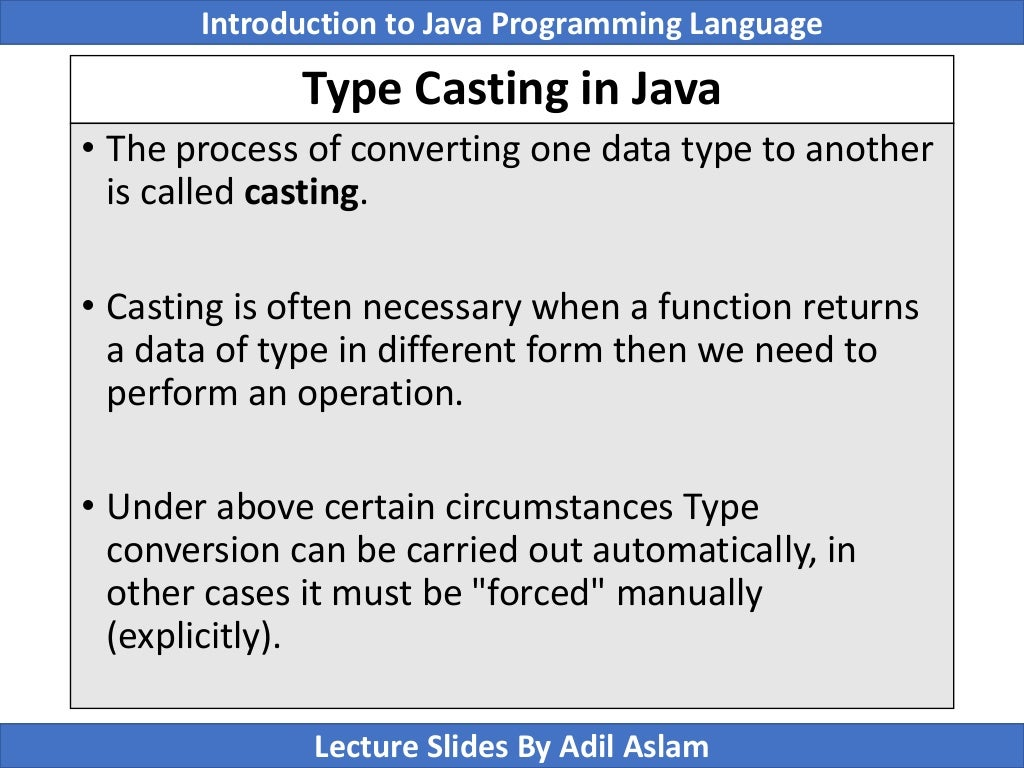 Introduction to Java Programming Language
Type Casting in Java
• The process of converting one data type to another
is called casting.
• Casting is often necessary when a function returns
a data of type in different form then we need to
perform an operation.
• Under above certain circumstances Type
conversion can be carried out automatically, in
other cases it must be "forced" manually
(explicitly).
Lecture Slides By Adil Aslam